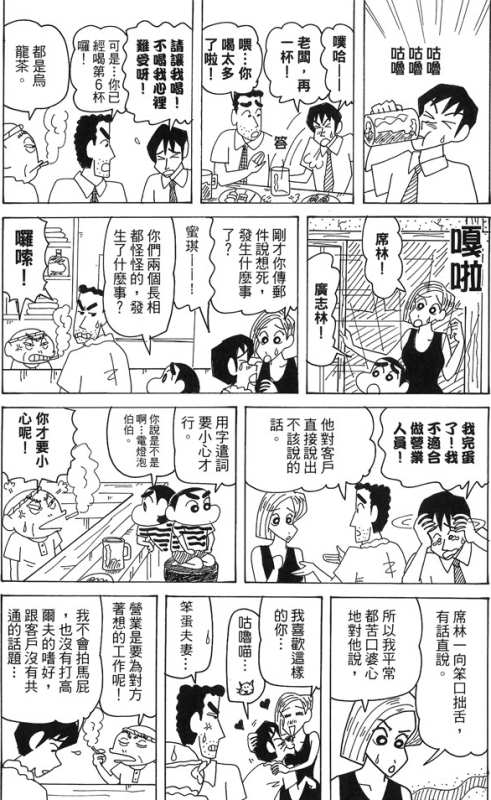 咕嚕
咕嚕
咕嚕
噗哈——
老闆,再
一杯!
喂…你
喝太多
了啦!
答
請讓我喝!
不喝我心裡
難受呀!
可是…你已
經喝第6杯
囉!
都是烏
龍茶。
嘎啦
席林!
廣志林!
剛才你傳郵
件說想死,
發生什麼事
了?
蜜琪——!
你們兩個長相
都怪怪的,發
生了什麼事?
囉嗦!
我完蛋
了!我
不適合
做營業
人員!
他對客戶
直接說出
不該說的
話。
用字遣詞
要小心才
行。
你說是不是
啊…電燈泡
伯伯。
你才要小
心呢!
席林一向笨口拙舌,
有話直說。
所以我平常
都苦口婆心
地對他說,
我喜歡這樣
的你…
咕嚕喵…
笨蛋夫妻…
營業是要為對方
著想的工作呢!
我不會拍馬屁
,也沒有打高
爾夫的嗜好,
跟客戶沒有共
通的話題…